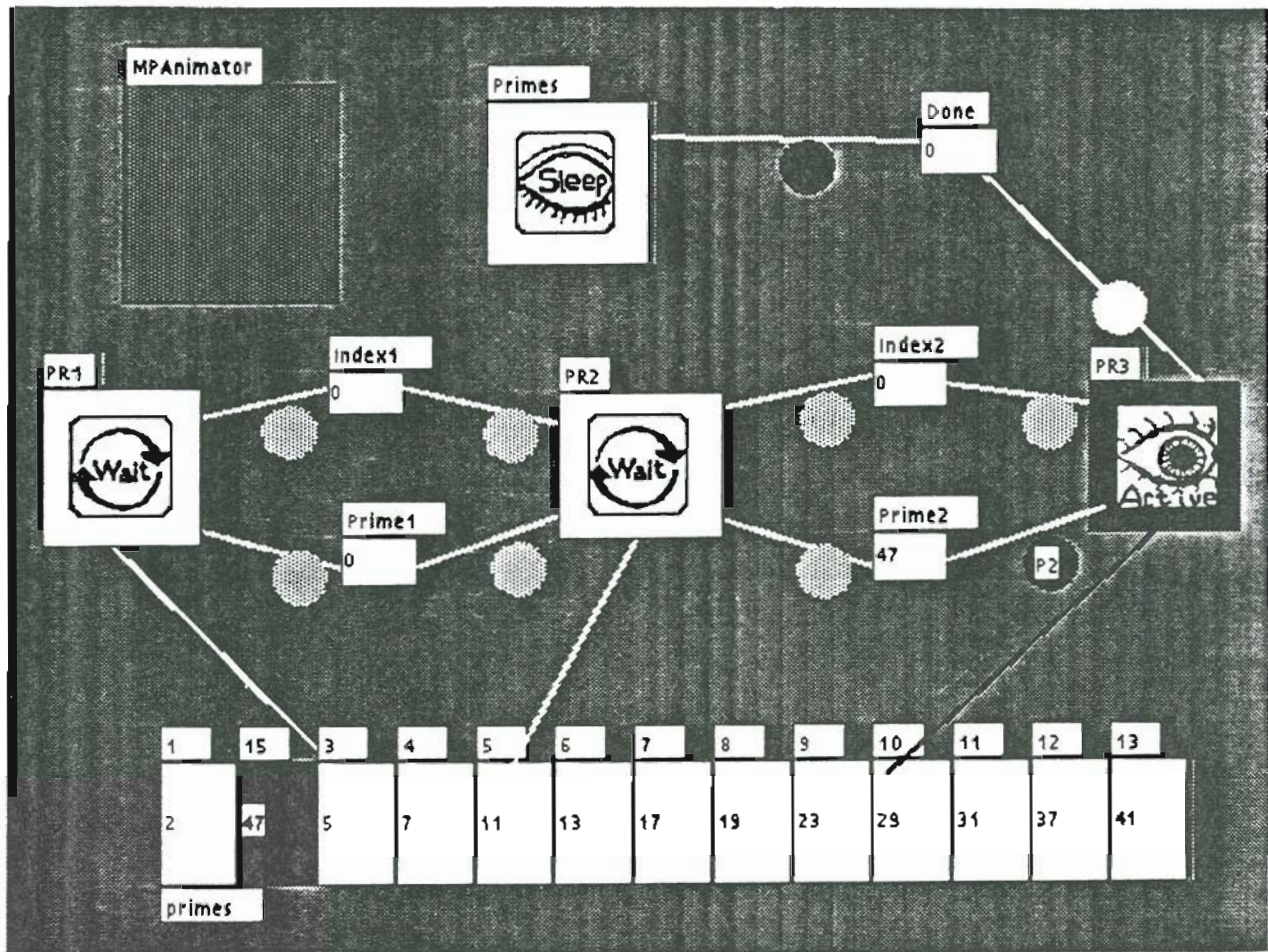 MPAnimator
Primes
Sleep
Done
0
PR1
Wait
Index1
0
Prime1
0
PR2
Wait
Index2
0
Prime2
47
PR3
Active
P2
1 15 3 4 5 6 7 8 9 10 11 12 13
2 47 5 7 11 13 17 19 23 29 31 37 41
primes